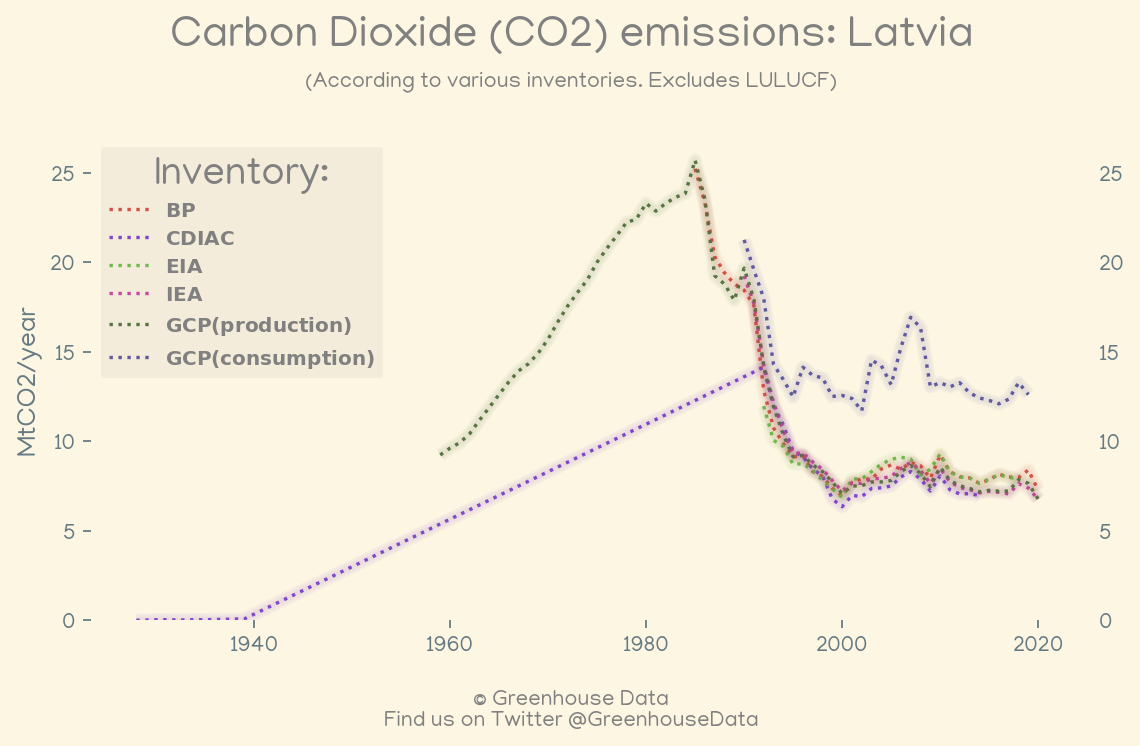 Carbon Dioxide (CO2) emissions: Latvia
(According to various inventories. Excludes LULUCF)
Inventory:
BP
CDIAC
EIA
IEA
GCP(production)
GCP(consumption)
MtCO2/year
25
20
15
10
5
0
25
20
15
10
5
0
1940 1960 1980 2000 2020
© Greenhouse Data
Find us on Twitter @GreenhouseData